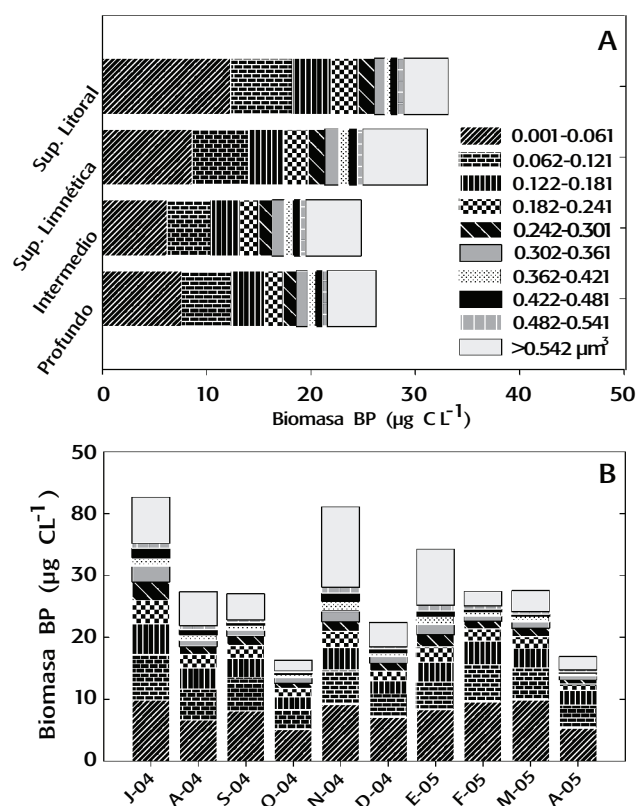 A
Sup. Litoral
Sup. Limnética
Intermedio
Profundo
0.001-0.061
0.062-0.121
0.122-0.181
0.182-0.241
0.242-0.301
0.302-0.361
0.362-0.421
0.422-0.481
0.482-0.541
>0.542 µm³
0 10 20 30 40 50
Biomasa BP (µg CL⁻¹)
B
Biomasa BP (µg CL⁻¹)
50
80
30
20
10
0
J-04 A-04 S-04 O-04 N-04 D-04 E-05 F-05 M-05 A-05